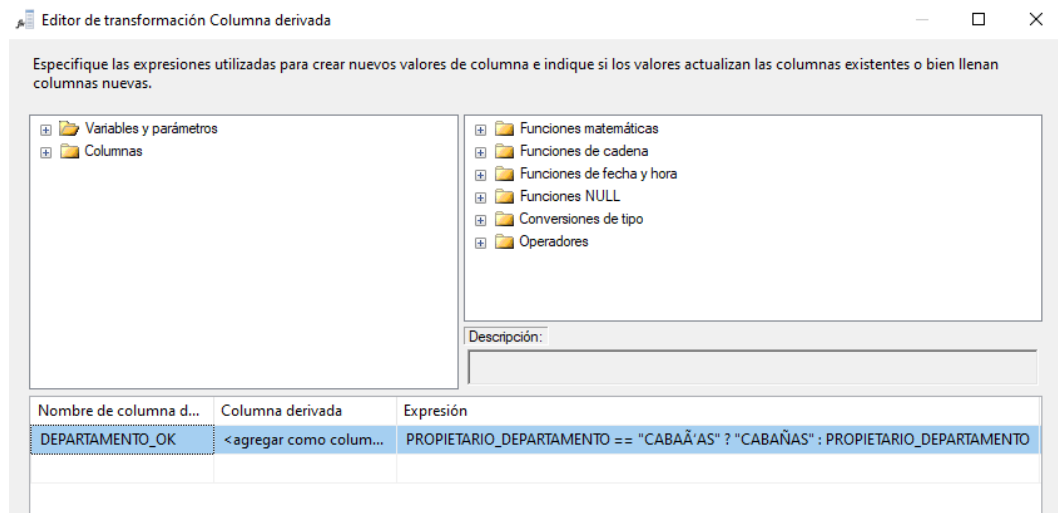 Editor de transformación Columna derivada
Especifique las expresiones utilizadas para crear nuevos valores de columna e indique si los valores actualizan las columnas existentes o bien llenan
columnas nuevas.
Variables y parámetros
Columnas
Funciones matemáticas
Funciones de cadena
Funciones de fecha y hora
Funciones NULL
Conversiones de tipo
Operadores
Descripción:
Nombre de columna d... Columna derivada Expresión
DEPARTAMENTO_OK <agregar como colum... PROPIETARIO_DEPARTAMENTO == "CABAÃ‘AS" ? "CABAÑAS" : PROPIETARIO_DEPARTAMENTO